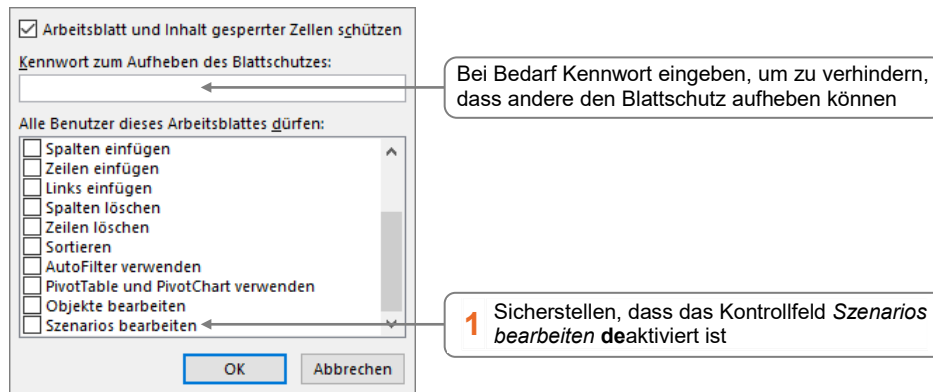 Arbeitsblatt und Inhalt gesperrter Zellen schützen
Kennwort zum Aufheben des Blattschutzes:
Bei Bedarf Kennwort eingeben, um zu verhindern,
dass andere den Blattschutz aufheben können
Alle Benutzer dieses Arbeitsblattes dürfen:
Spalten einfügen
Zeilen einfügen
Links einfügen
Spalten löschen
Zeilen löschen
Sortieren
AutoFilter verwenden
PivotTable und PivotChart verwenden
Objekte bearbeiten
Szenarios bearbeiten
1 Sicherstellen, dass das Kontrollfeld Szenarios
bearbeiten deaktiviert ist
OK Abbrechen